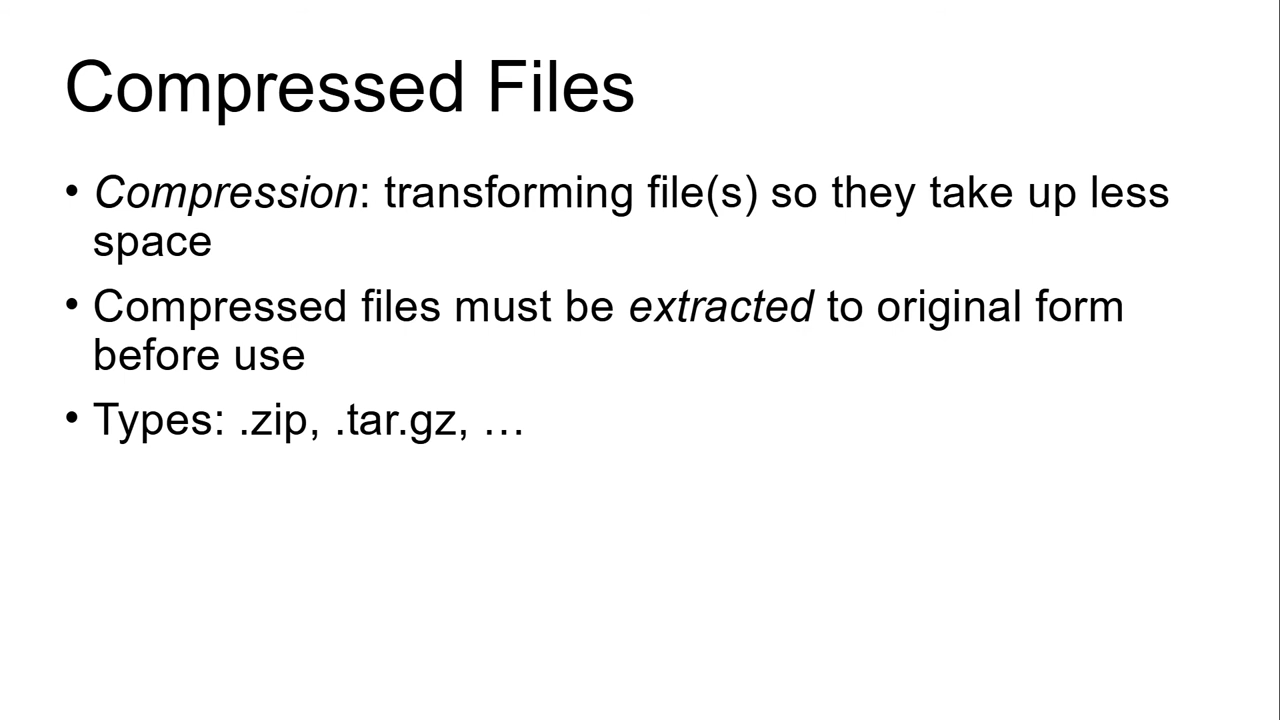 Compressed Files
• Compression: transforming file(s) so they take up less
space
• Compressed files must be extracted to original form
before use
• Types: .zip, .tar.gz, …